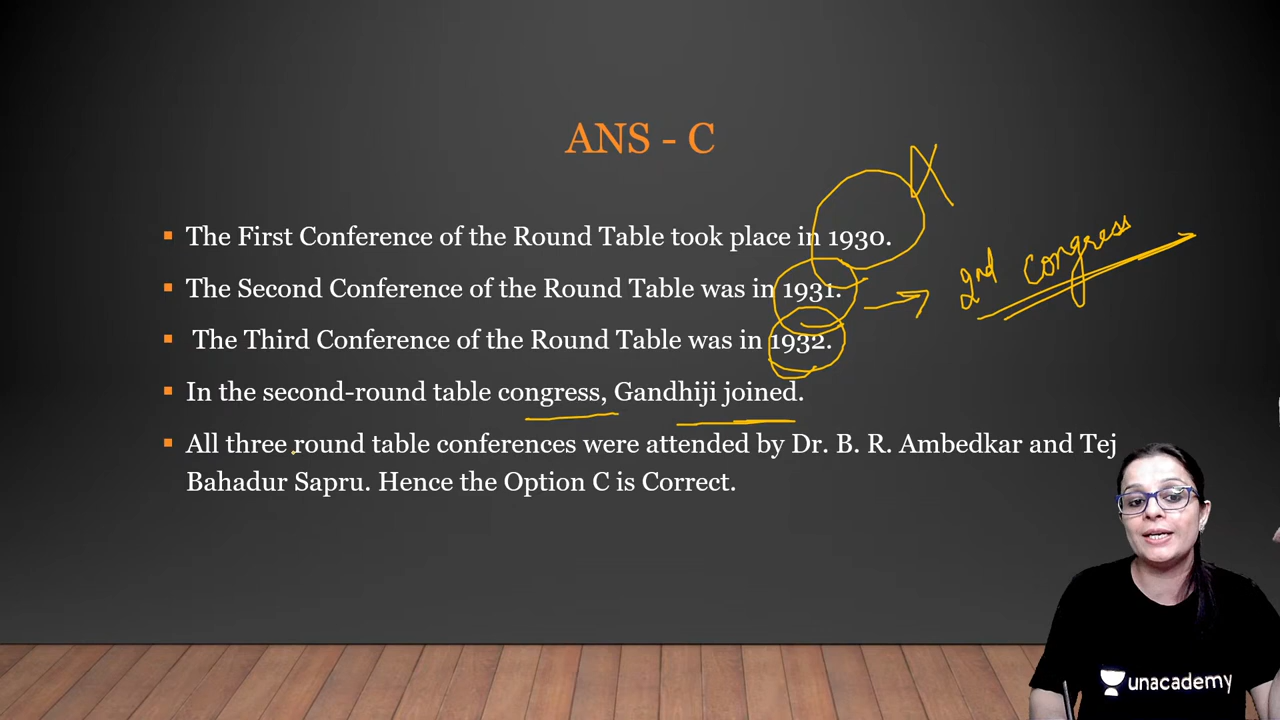 ANS - C
The First Conference of the Round Table took place in 1930.
The Second Conference of the Round Table was in 1931.
2nd Congress
The Third Conference of the Round Table was in 1932.
In the second-round table congress, Gandhiji joined.
All three round table conferences were attended by Dr. B. R. Ambedkar and Tej
Bahadur Sapru. Hence the Option C is Correct.
unacademy